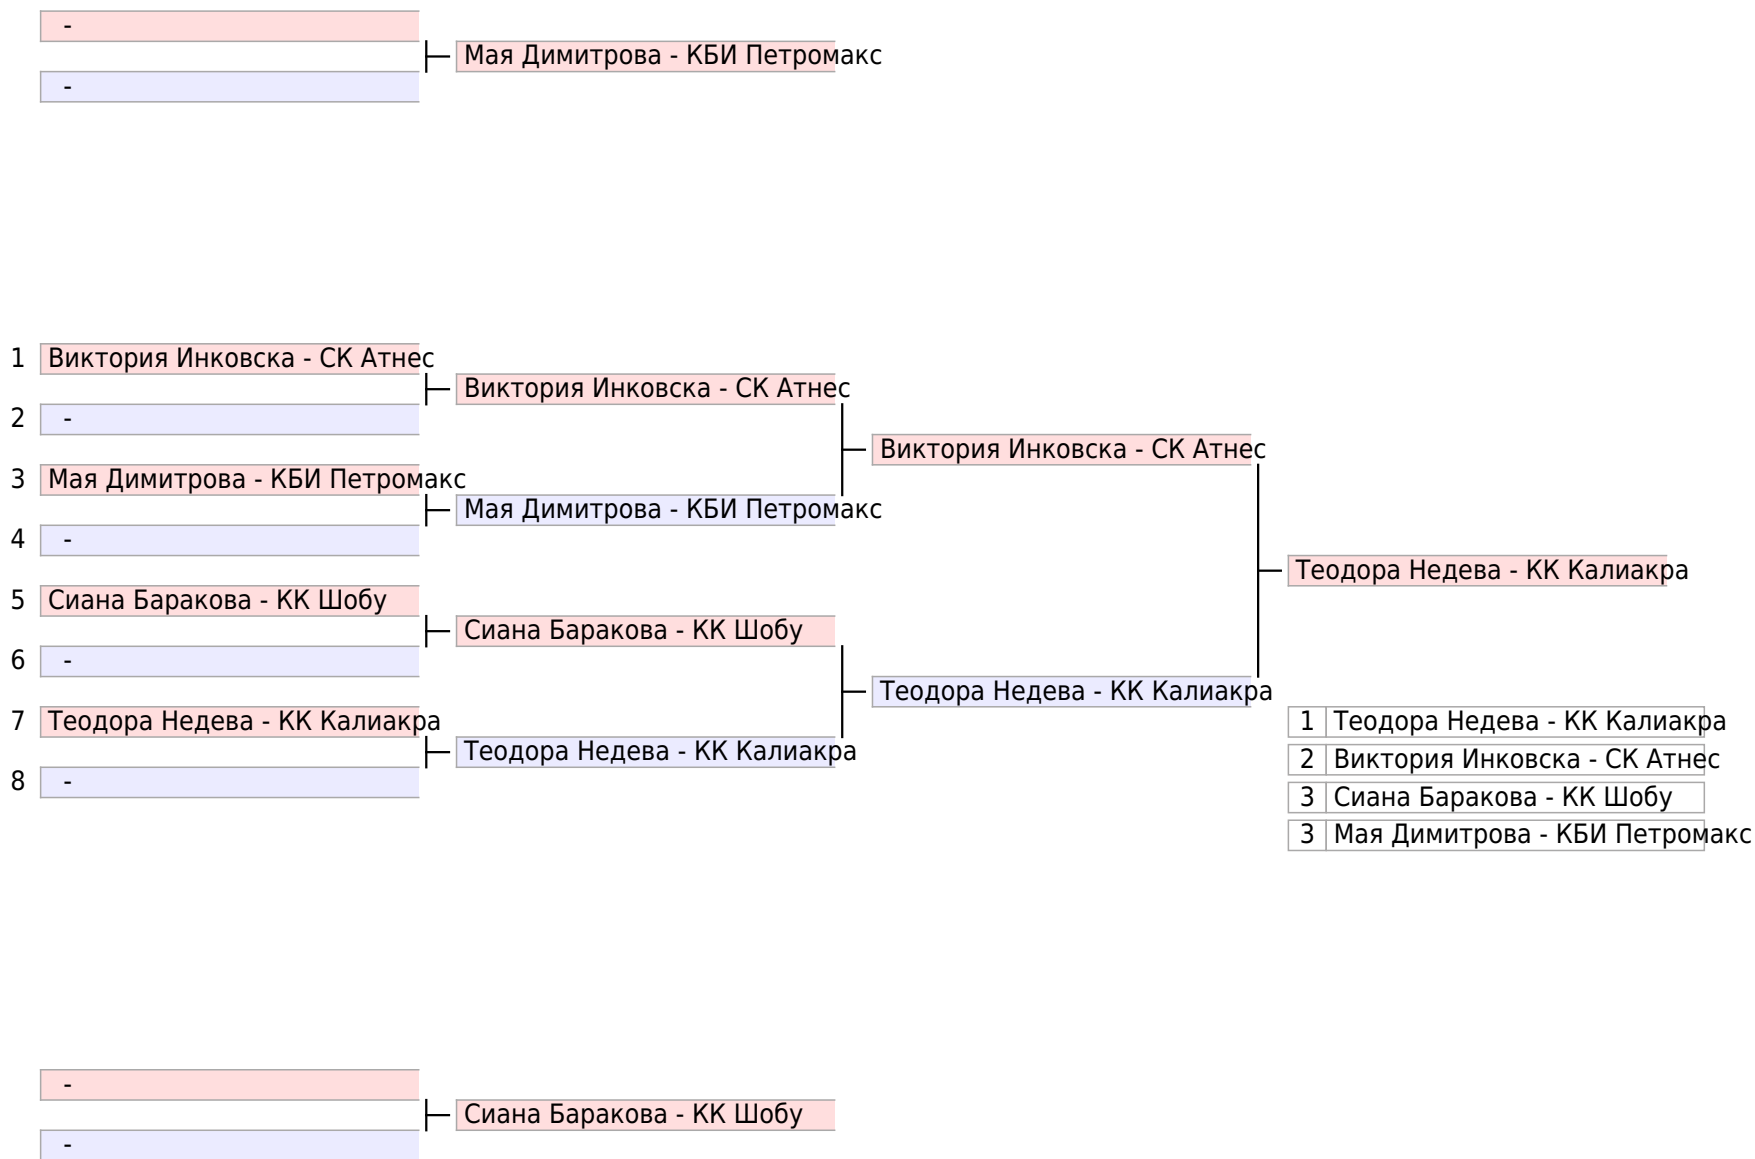 -
Мая Димитрова - КБИ Петромакс
-
1 Виктория Инковска - СК Атнес
Виктория Инковска - СК Атнес
2 -
Виктория Инковска - СК Атнес
3 Мая Димитрова - КБИ Петромакс
Мая Димитрова - КБИ Петромакс
4 -
Теодора Недева - КК Калиакра
5 Сиана Баракова - КК Шобу
Сиана Баракова - КК Шобу
6 -
Теодора Недева - КК Калиакра
7 Теодора Недева - КК Калиакра
1 Теодора Недева - КК Калиакра
Теодора Недева - КК Калиакра
2 Виктория Инковска - СК Атнес
8 -
3 Сиана Баракова - КК Шобу
3 Мая Димитрова - КБИ Петромакс
-
Сиана Баракова - КК Шобу
-